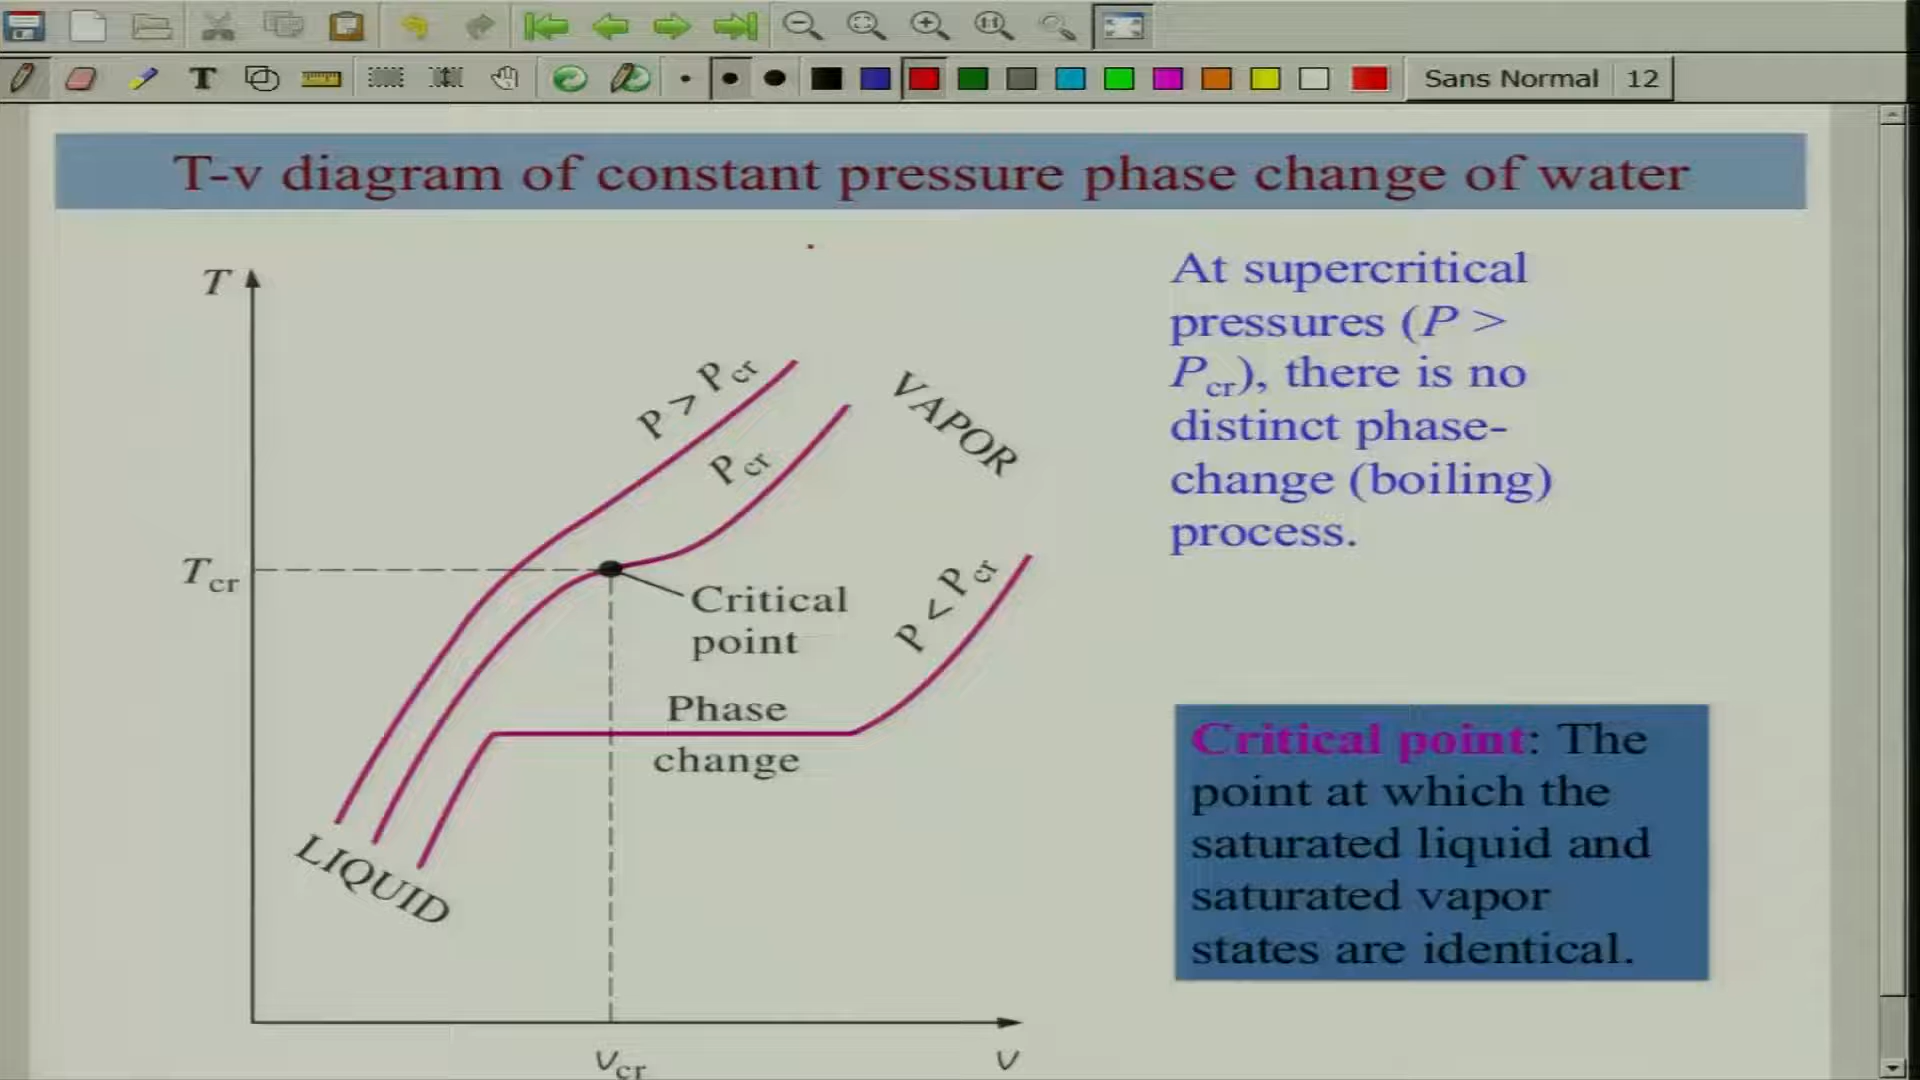 Sans Normal 12
T-v diagram of constant pressure phase change of water
T
P > Pcr
Pcr
VAPOR
Tcr
Critical
point
P < Pcr
Phase
change
LIQUID
vcr
v
At supercritical
pressures (P >
Pcr), there is no
distinct phase-
change (boiling)
process.
Critical point: The
point at which the
saturated liquid and
saturated vapor
states are identical.